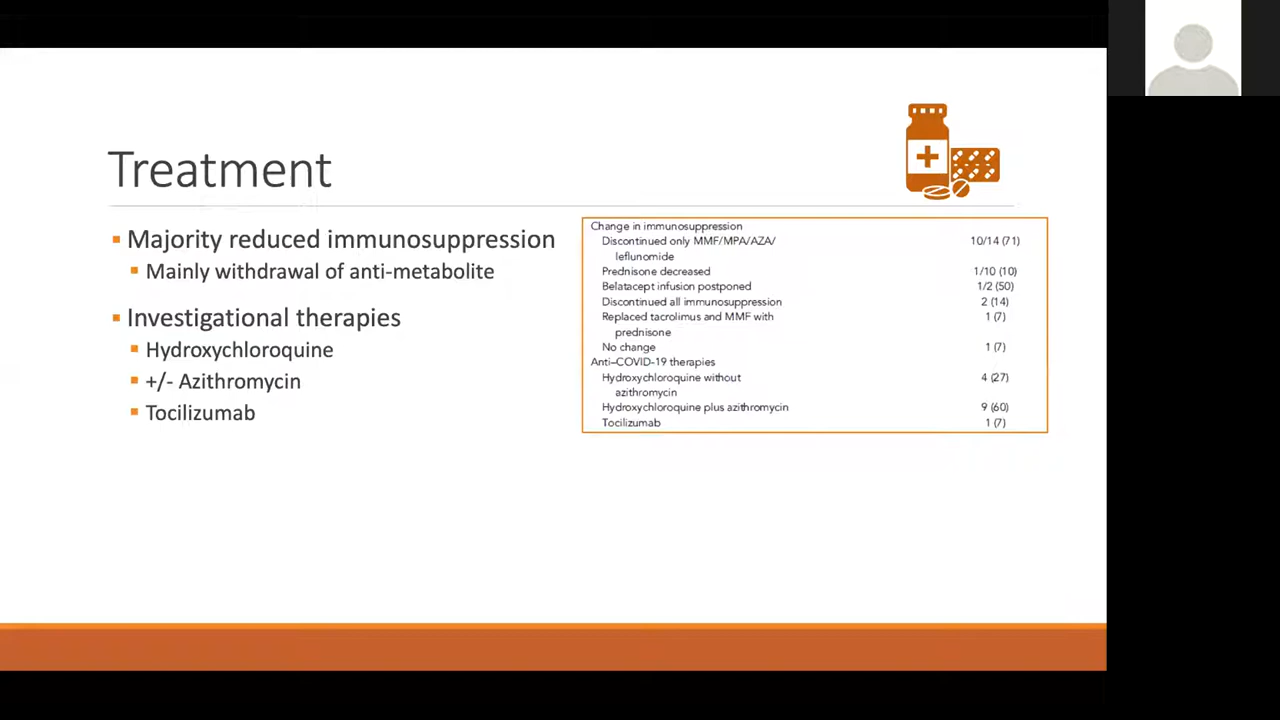 Treatment
▪ Majority reduced immunosuppression
▪ Mainly withdrawal of anti-metabolite
▪ Investigational therapies
▪ Hydroxychloroquine
▪ +/- Azithromycin
▪ Tocilizumab
Change in immunosuppression
Discontinued only MMF/MPA/AZA/ 10/14 (71)
leflunomide
Prednisone decreased 1/10 (10)
Belatacept infusion postponed 1/2 (50)
Discontinued all immunosuppression 2 (14)
Replaced tacrolimus and MMF with 1 (7)
prednisone
No change 1 (7)
Anti–COVID-19 therapies
Hydroxychloroquine without 4 (27)
azithromycin
Hydroxychloroquine plus azithromycin 9 (60)
Tocilizumab 1 (7)